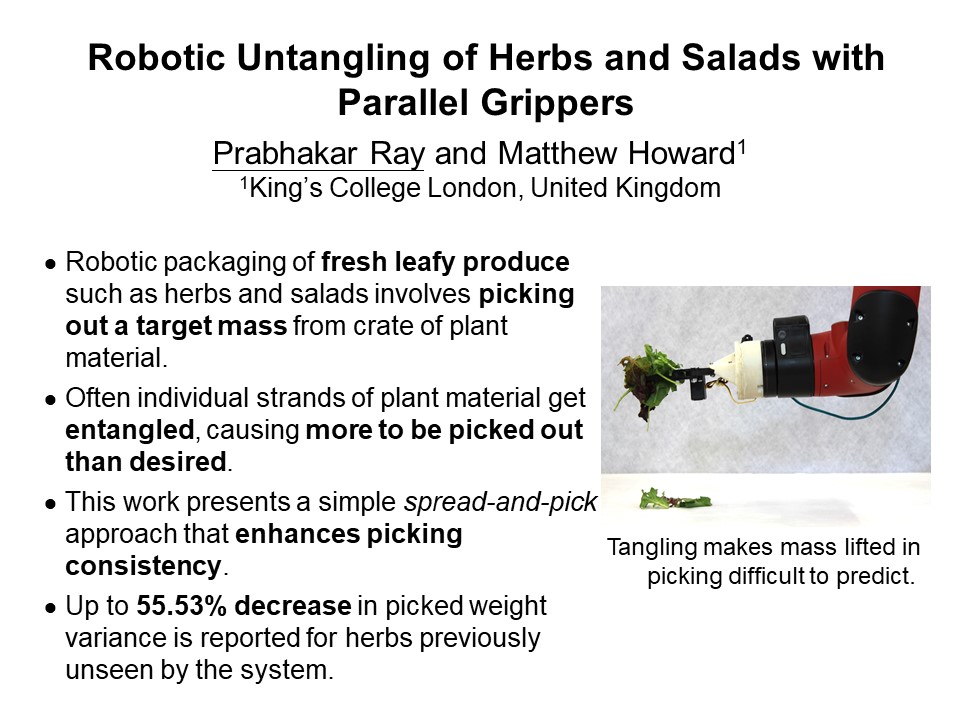 Robotic Untangling of Herbs and Salads with
Parallel Grippers
Prabhakar Ray and Matthew Howard¹
¹King’s College London, United Kingdom
● Robotic packaging of fresh leafy produce
such as herbs and salads involves picking
out a target mass from crate of plant
material.
● Often individual strands of plant material get
entangled, causing more to be picked out
than desired.
● This work presents a simple spread-and-pick
approach that enhances picking
consistency.
● Up to 55.53% decrease in picked weight
variance is reported for herbs previously
unseen by the system.
Tangling makes mass lifted in
picking difficult to predict.